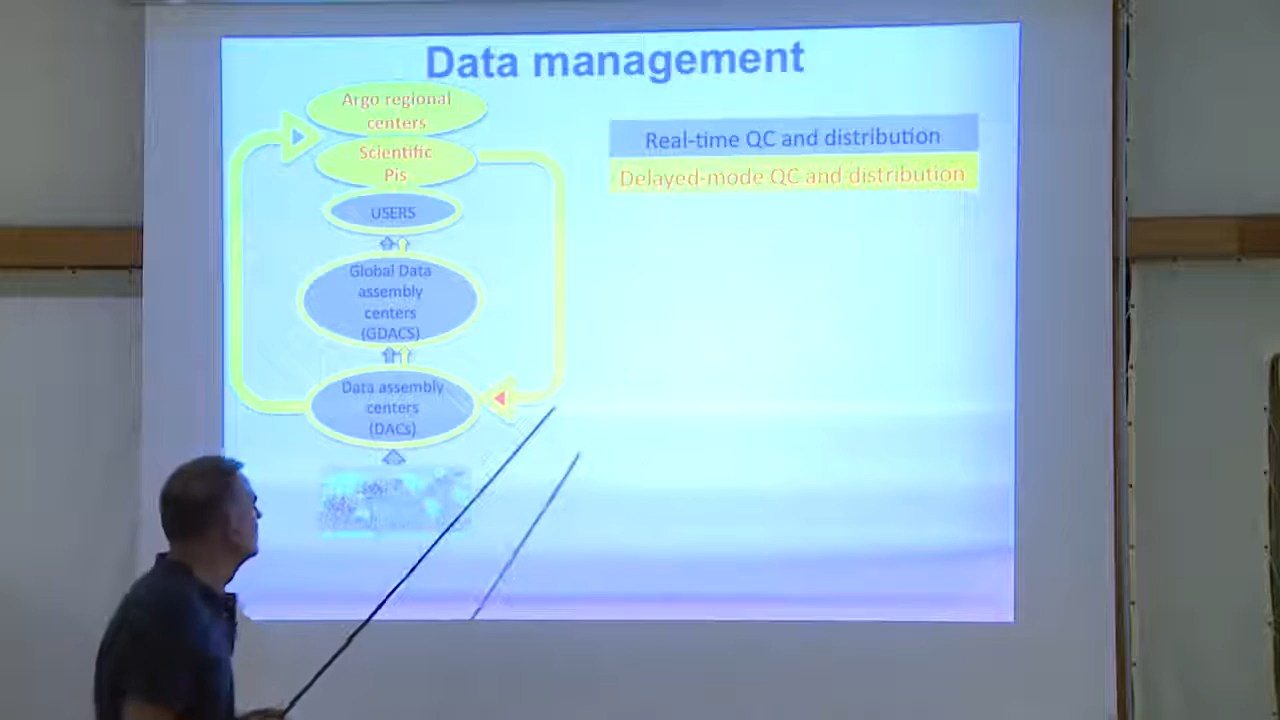 Data management
Argo regional
centers
Scientific
Pis
USERS
Global Data
assembly
centers
(GDACS)
Data assembly
centers
(DACs)
Real-time QC and distribution
Delayed-mode QC and distribution